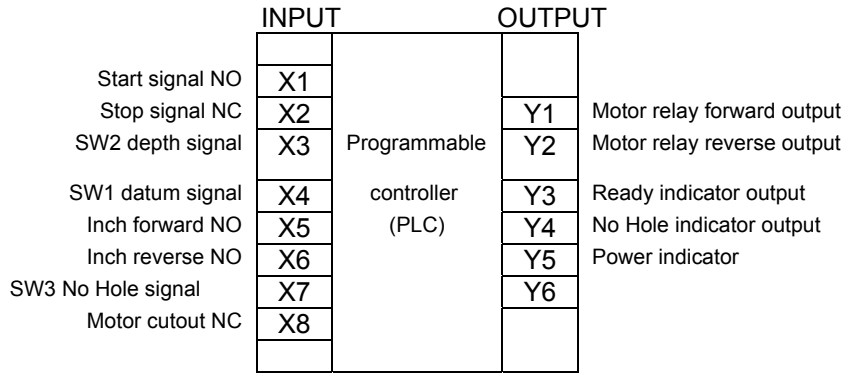 INPUT OUTPUT
Start signal NO X1
Stop signal NC X2 Y1 Motor relay forward output
SW2 depth signal X3 Programmable Y2 Motor relay reverse output
SW1 datum signal X4 controller Y3 Ready indicator output
Inch forward NO X5 (PLC) Y4 No Hole indicator output
Inch reverse NO X6 Y5 Power indicator
SW3 No Hole signal X7 Y6
Motor cutout NC X8